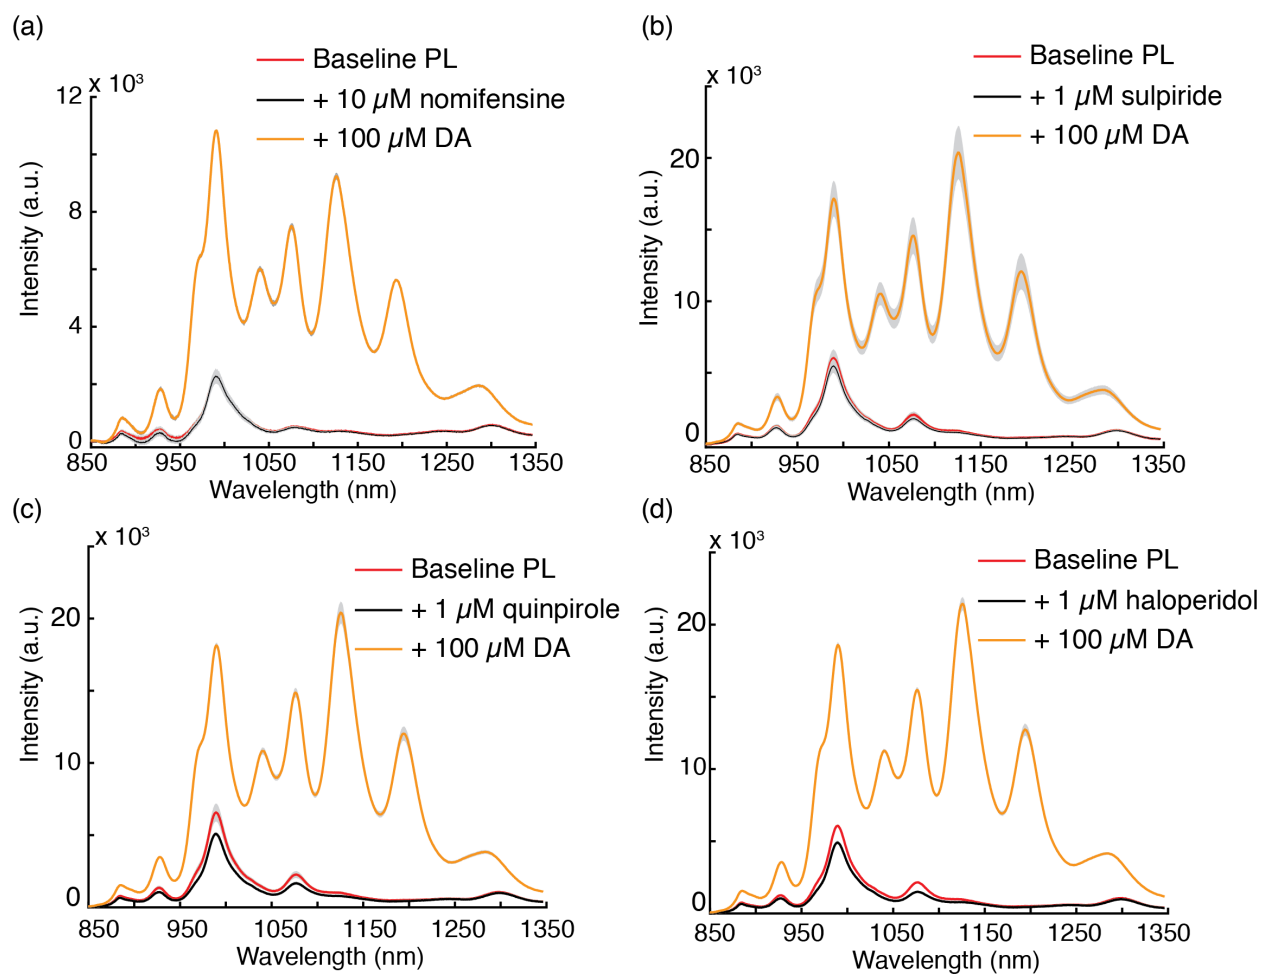 (a)
Baseline PL
+ 10 µM nomifensine
+ 100 µM DA
x 10³
12
8
4
0
Intensity (a.u.)
850 950 1050 1150 1250 1350
Wavelength (nm)
(b)
Baseline PL
+ 1 µM sulpiride
+ 100 µM DA
x 10³
20
10
0
Intensity (a.u.)
850 950 1050 1150 1250 1350
Wavelength (nm)
(c)
x 10³
Baseline PL
+ 1 µM quinpirole
+ 100 µM DA
20
10
0
Intensity (a.u.)
850 950 1050 1150 1250 1350
Wavelength (nm)
(d)
x 10³
Baseline PL
+ 1 µM haloperidol
+ 100 µM DA
20
10
0
Intensity (a.u.)
850 950 1050 1150 1250 1350
Wavelength (nm)